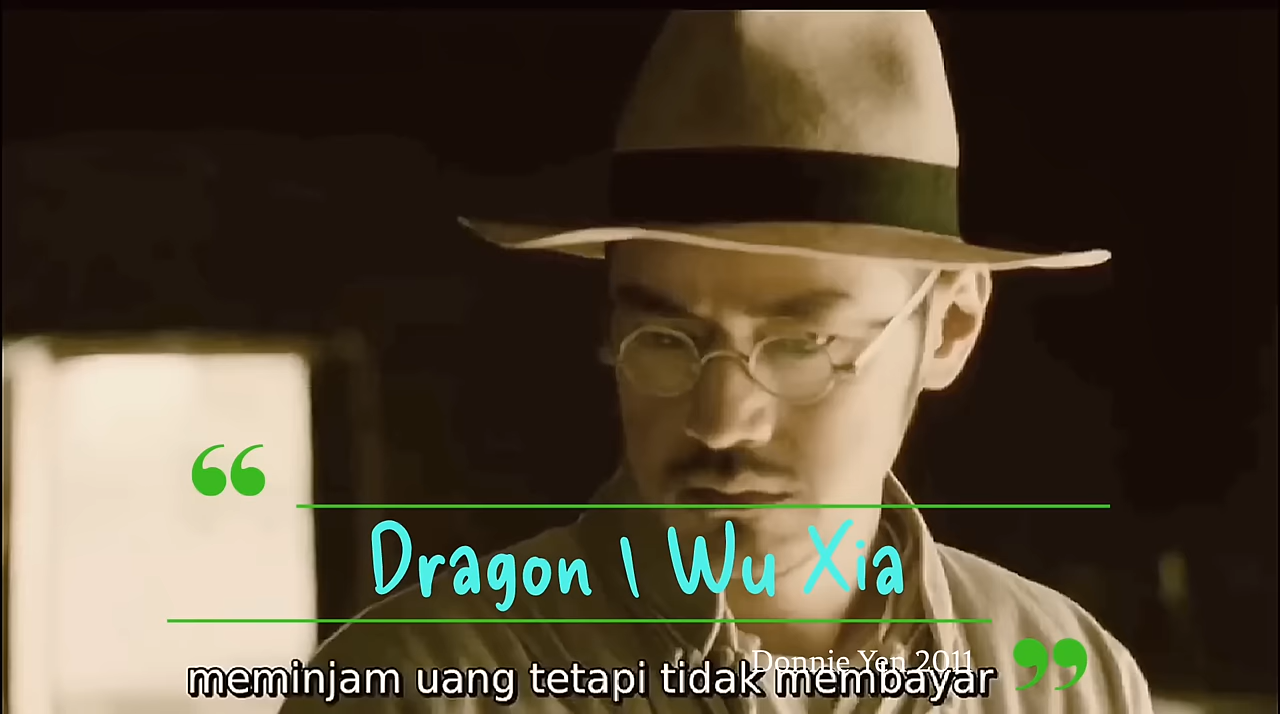 “
Dragon | Wu Xia
Donnie Yen 2011
”
meminjam uang tetapi tidak membayar